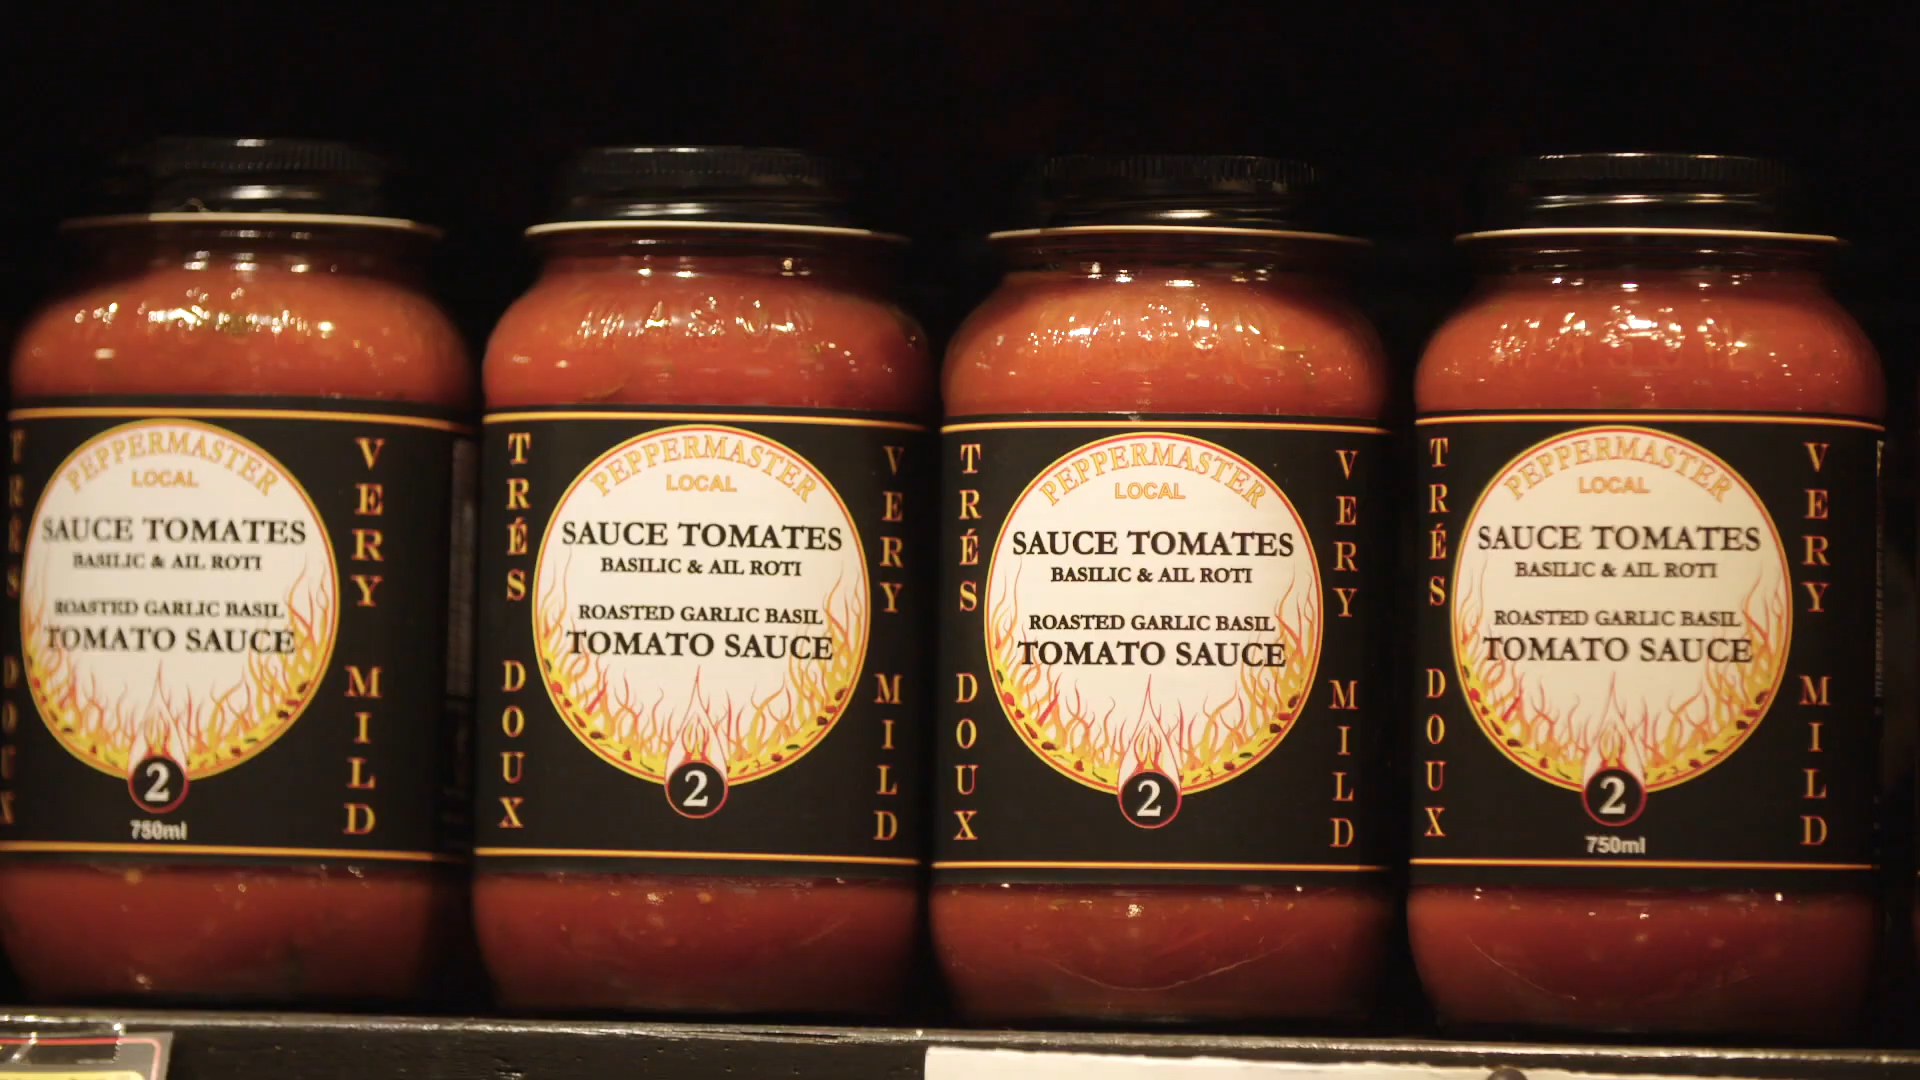 TRÉS DOUX
PEPPERMASTER
LOCAL
SAUCE TOMATES
BASILIC & AIL ROTI
ROASTED GARLIC BASIL
TOMATO SAUCE
2
750ml
VERY MILD
TRÉS DOUX
PEPPERMASTER
LOCAL
SAUCE TOMATES
BASILIC & AIL ROTI
ROASTED GARLIC BASIL
TOMATO SAUCE
2
VERY MILD
TRÉS DOUX
PEPPERMASTER
LOCAL
SAUCE TOMATES
BASILIC & AIL ROTI
ROASTED GARLIC BASIL
TOMATO SAUCE
2
VERY MILD
TRÉS DOUX
PEPPERMASTER
LOCAL
SAUCE TOMATES
BASILIC & AIL ROTI
ROASTED GARLIC BASIL
TOMATO SAUCE
2
750ml
VERY MILD